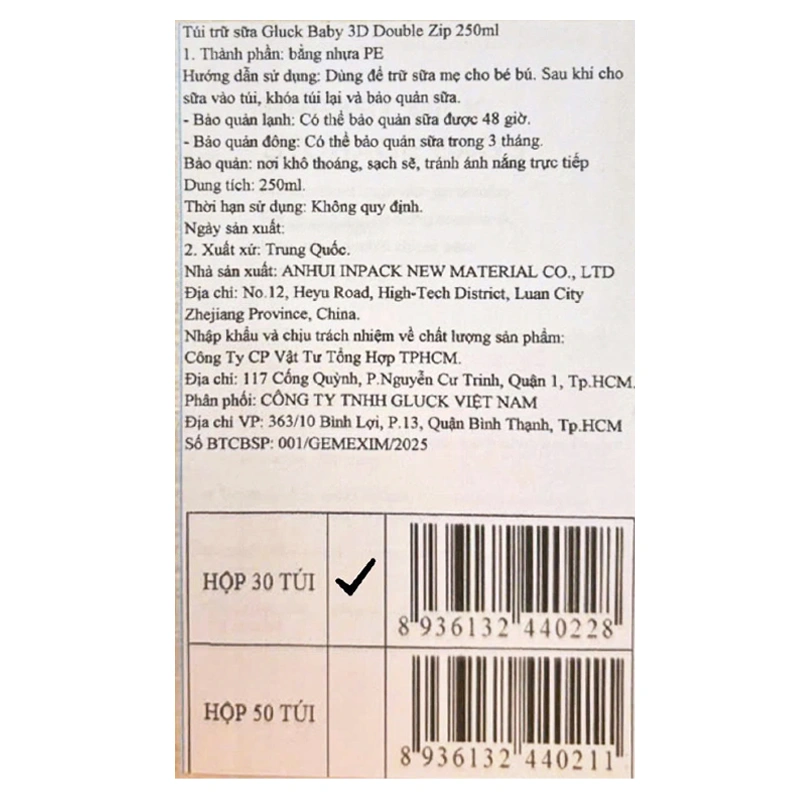 Túi trữ sữa Gluck Baby 3D Double Zip 250ml
1. Thành phần: bằng nhựa PE
Hướng dẫn sử dụng: Dùng để trữ sữa mẹ cho bé bú. Sau khi cho
sữa vào túi, khóa túi lại và bảo quản sữa.
- Bảo quản lạnh: Có thể bảo quản sữa được 48 giờ.
- Bảo quản đông: Có thể bảo quản sữa trong 3 tháng.
Bảo quản: nơi khô thoáng, sạch sẽ, tránh ánh nắng trực tiếp
Dung tích: 250ml.
Thời hạn sử dụng: Không quy định.
Ngày sản xuất:
2. Xuất xứ: Trung Quốc.
Nhà sản xuất: ANHUI INPACK NEW MATERIAL CO., LTD
Địa chỉ: No.12, Heyu Road, High-Tech District, Luan City
Zhejiang Province, China.
Nhập khẩu và chịu trách nhiệm về chất lượng sản phẩm:
Công Ty CP Vật Tư Tổng Hợp TPHCM.
Địa chỉ: 117 Cống Quỳnh, P.Nguyễn Cư Trinh, Quận 1, Tp.HCM.
Phân phối: CÔNG TY TNHH GLUCK VIỆT NAM
Địa chỉ VP: 363/10 Bình Lợi, P.13, Quận Bình Thạnh, Tp.HCM
Số BTCBSP: 001/GEMEXIM/2025
HỘP 30 TÚI ✓
8 936132 440228
HỘP 50 TÚI
8 936132 440211